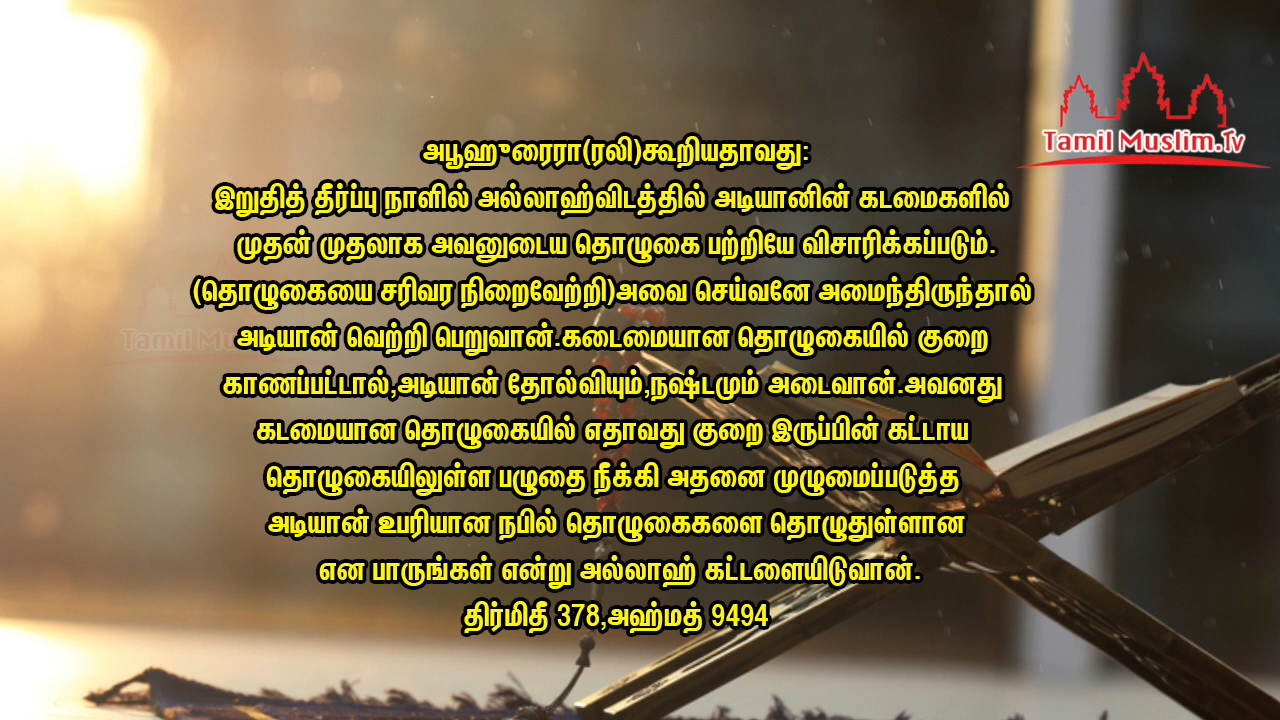 Tamil Muslim.Tv
அபூஹுரைரா(ரலி)கூறியதாவது:
இறுதித் தீர்ப்பு நாளில் அல்லாஹ்விடத்தில் அடியானின் கடமைகளில்
முதன் முதலாக அவனுடைய தொழுகை பற்றியே விசாரிக்கப்படும்.
(தொழுகையை சரிவர நிறைவேற்றி)அவை செய்வனே அமைந்திருந்தால்
அடியான் வெற்றி பெறுவான்.கடைமையான தொழுகையில் குறை
காணப்பட்டால்,அடியான் தோல்வியும்,நஷ்டமும் அடைவான்.அவனது
கடமையான தொழுகையில் எதாவது குறை இருப்பின் கட்டாய
தொழுகையிலுள்ள பழுதை நீக்கி அதனை முழுமைப்படுத்த
அடியான் உபரியான நபில் தொழுகைகளை தொழுதுள்ளான
என பாருங்கள் என்று அல்லாஹ் கட்டளையிடுவான்.
திர்மிதீ 378,அஹ்மத் 9494